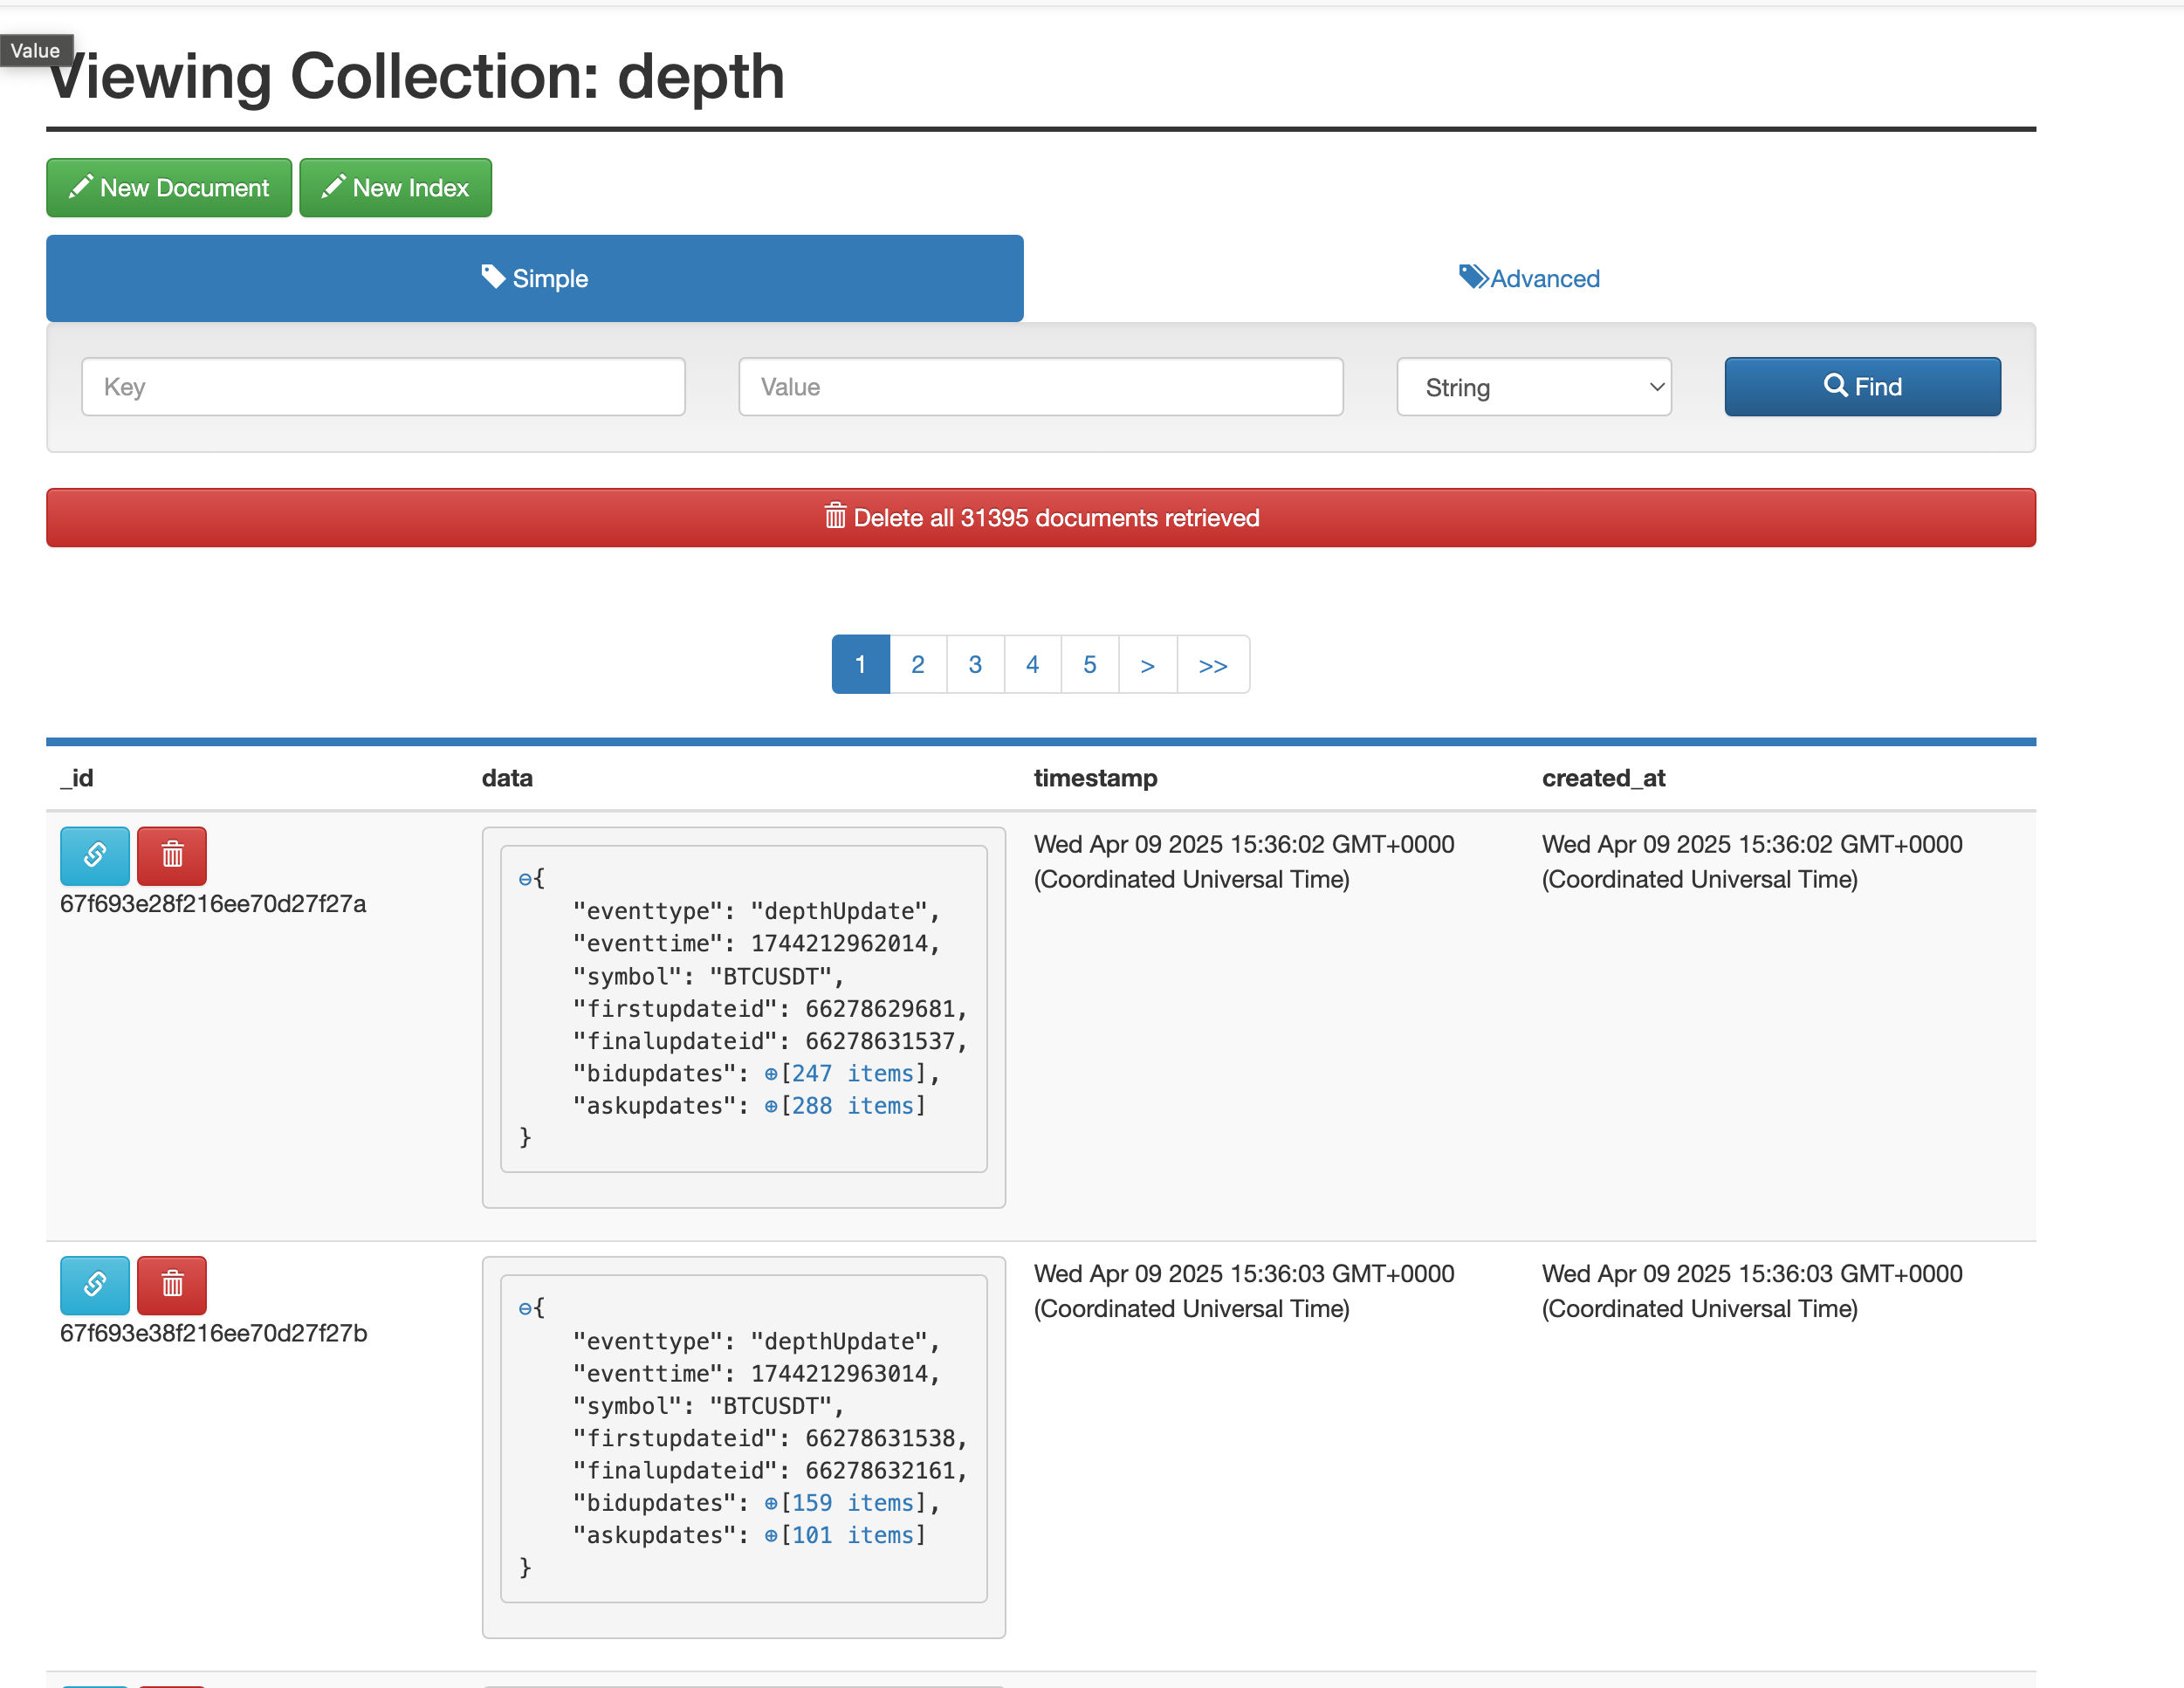 Value
Viewing Collection: depth
New Document New Index
Simple Advanced
Key Value String Find
Delete all 31395 documents retrieved
1 2 3 4 5 > >>
_id data timestamp created_at
67f693e28f216ee70d27f27a
{
"eventtype": "depthUpdate",
"eventtime": 1744212962014,
"symbol": "BTCUSDT",
"firstupdateid": 66278629681,
"finalupdateid": 66278631537,
"bidupdates": ⊕[247 items],
"askupdates": ⊕[288 items]
}
Wed Apr 09 2025 15:36:02 GMT+0000
(Coordinated Universal Time)
Wed Apr 09 2025 15:36:02 GMT+0000
(Coordinated Universal Time)
67f693e38f216ee70d27f27b
{
"eventtype": "depthUpdate",
"eventtime": 1744212963014,
"symbol": "BTCUSDT",
"firstupdateid": 66278631538,
"finalupdateid": 66278632161,
"bidupdates": ⊕[159 items],
"askupdates": ⊕[101 items]
}
Wed Apr 09 2025 15:36:03 GMT+0000
(Coordinated Universal Time)
Wed Apr 09 2025 15:36:03 GMT+0000
(Coordinated Universal Time)